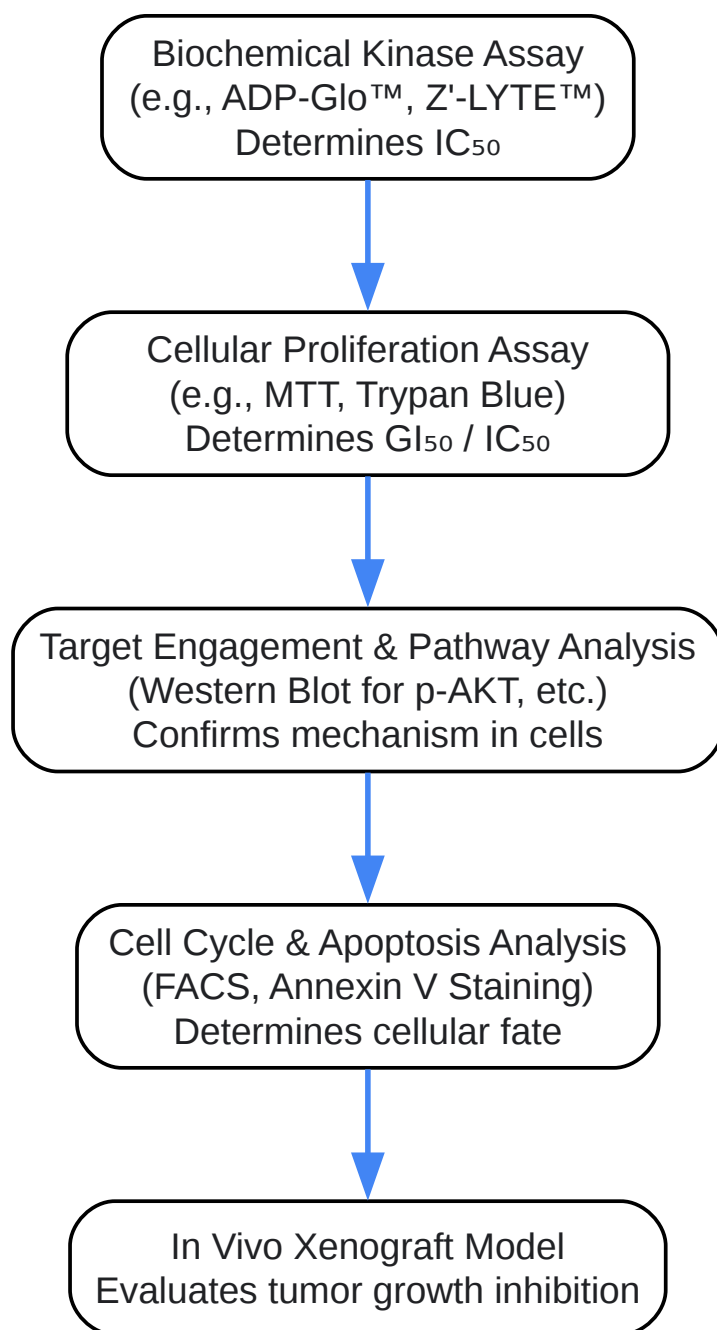 Biochemical Kinase Assay
(e.g., ADP-Glo™, Z'-LYTE™)
Determines IC₅₀
Cellular Proliferation Assay
(e.g., MTT, Trypan Blue)
Determines GI₅₀ / IC₅₀
Target Engagement & Pathway Analysis
(Western Blot for p-AKT, etc.)
Confirms mechanism in cells
Cell Cycle & Apoptosis Analysis
(FACS, Annexin V Staining)
Determines cellular fate
In Vivo Xenograft Model
Evaluates tumor growth inhibition